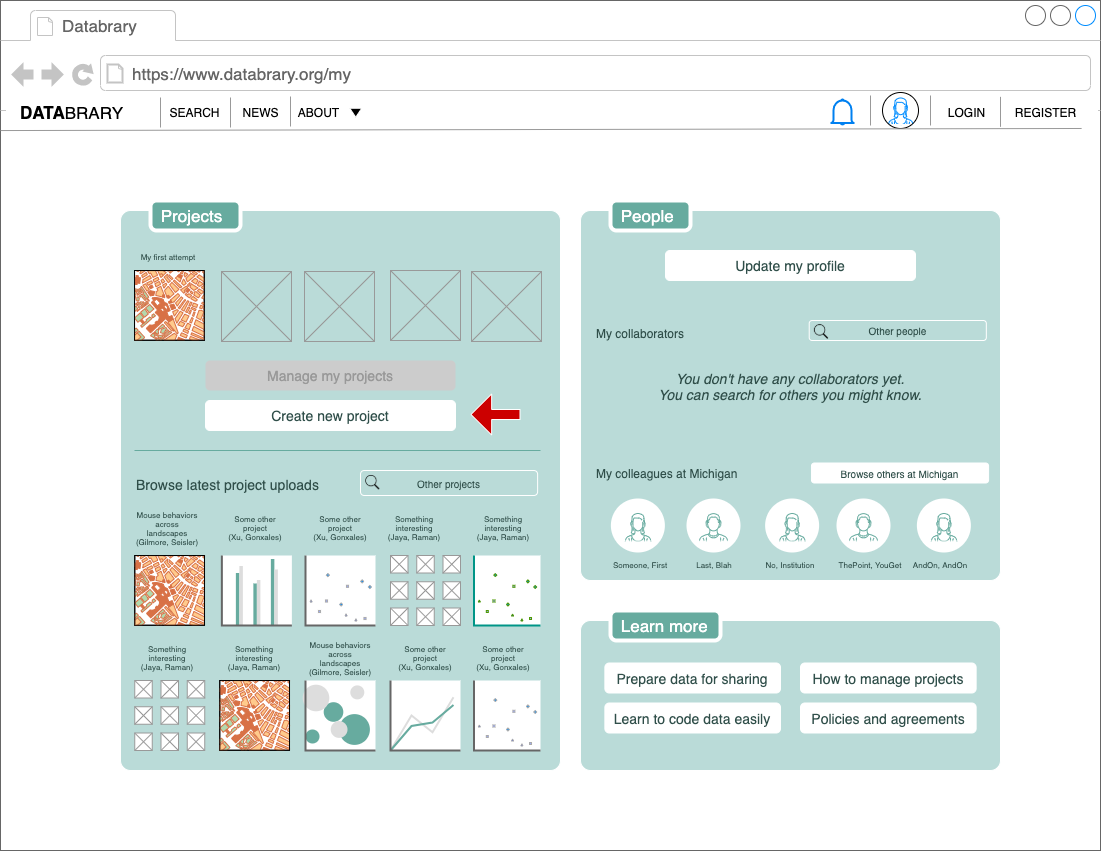 Databrary
https://www.databrary.org/my
DATABRARY
SEARCH
NEWS
ABOUT
LOGIN
REGISTER
Projects
My first attempt
Manage my projects
Create new project
Browse latest project uploads
Other projects
Mouse behaviors
across
landscapes
(Gilmore, Seisler)
Some other
project
(Xu, Gonxales)
Some other
project
(Xu, Gonxales)
Something
interesting
(Jaya, Raman)
Something
interesting
(Jaya, Raman)
Something
interesting
(Jaya, Raman)
Something
interesting
(Jaya, Raman)
Mouse behaviors
across
landscapes
(Gilmore, Seisler)
Some other
project
(Xu, Gonxales)
Some other
project
(Xu, Gonxales)
People
Update my profile
My collaborators
Other people
You don't have any collaborators yet.
You can search for others you might know.
My colleagues at Michigan
Browse others at Michigan
Someone, First
Last, Blah
No, Institution
ThePoint, YouGet
AndOn, AndOn
Learn more
Prepare data for sharing
How to manage projects
Learn to code data easily
Policies and agreements